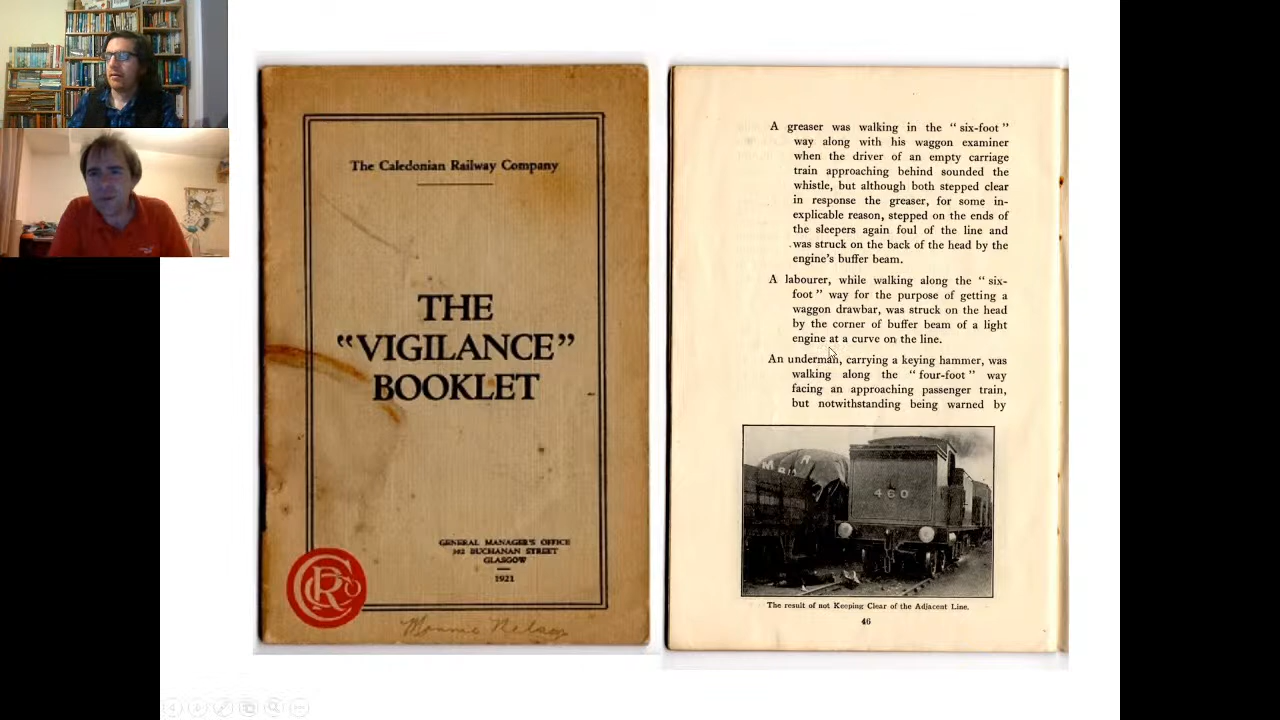 The Caledonian Railway Company
THE
“VIGILANCE”
BOOKLET
GENERAL MANAGER'S OFFICE
302 BUCHANAN STREET
GLASGOW
1921
CRCo
A greaser was walking in the “ six-foot ”
way along with his waggon examiner
when the driver of an empty carriage
train approaching behind sounded the
whistle, but although both stepped clear
in response the greaser, for some in-
explicable reason, stepped on the ends of
the sleepers again foul of the line and
was struck on the back of the head by the
engine's buffer beam.
A labourer, while walking along the “ six-
foot ” way for the purpose of getting a
waggon drawbar, was struck on the head
by the corner of buffer beam of a light
engine at a curve on the line.
An underman, carrying a keying hammer, was
walking along the “ four-foot ” way
facing an approaching passenger train,
but notwithstanding being warned by
460
The result of not Keeping Clear of the Adjacent Line.
46